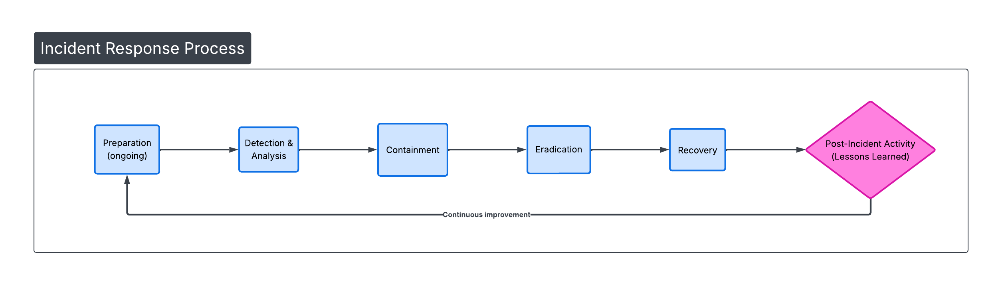 Incident Response Process
Preparation
(ongoing)
Detection &
Analysis
Containment
Eradication
Recovery
Post-Incident Activity
(Lessons Learned)
Continuous improvement